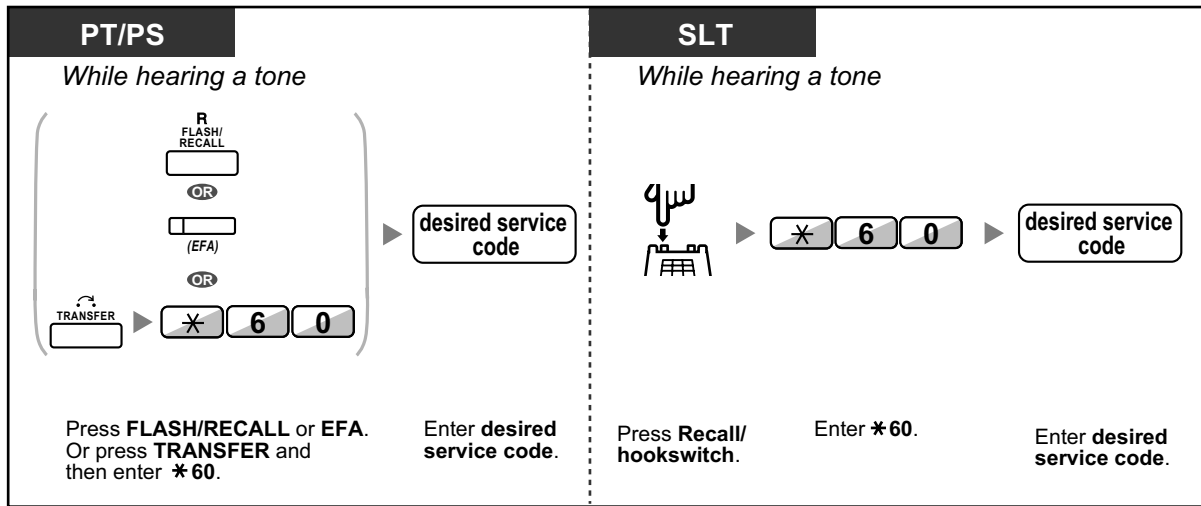 PT/PS
While hearing a tone
R
FLASH/
RECALL
OR
(EFA)
OR
TRANSFER
* 6 0
desired service
code
Press FLASH/RECALL or EFA.
Or press TRANSFER and
then enter *60.
Enter desired
service code.
SLT
While hearing a tone
* 6 0
desired service
code
Press Recall/
hookswitch.
Enter *60.
Enter desired
service code.